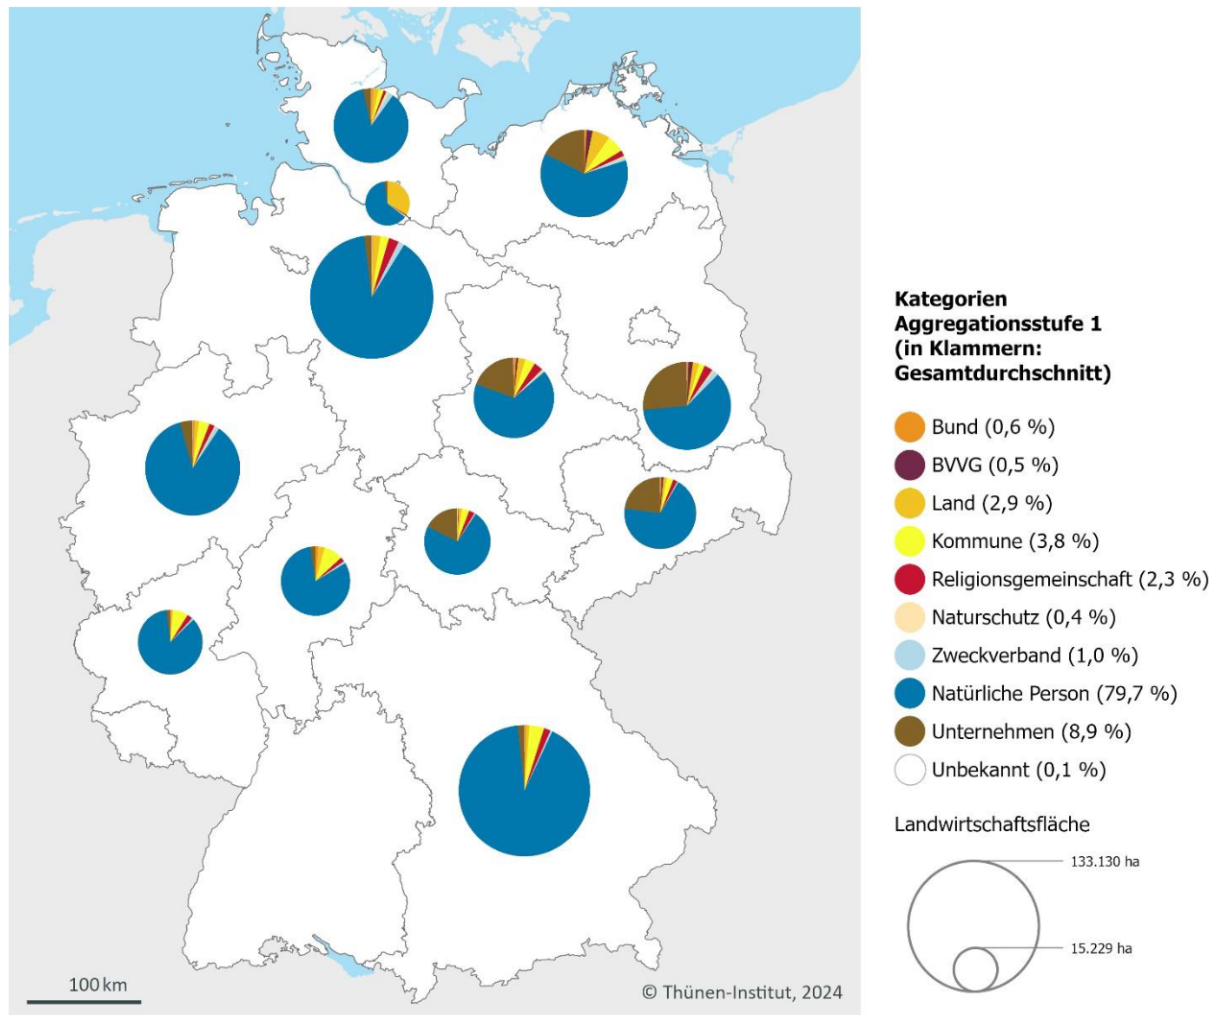 Kategorien
Aggregationsstufe 1
(in Klammern:
Gesamtdurchschnitt)
Bund (0,6 %)
BVVG (0,5 %)
Land (2,9 %)
Kommune (3,8 %)
Religionsgemeinschaft (2,3 %)
Naturschutz (0,4 %)
Zweckverband (1,0 %)
Natürliche Person (79,7 %)
Unternehmen (8,9 %)
Unbekannt (0,1 %)
Landwirtschaftsfläche
133.130 ha
15.229 ha
100 km
© Thünen-Institut, 2024